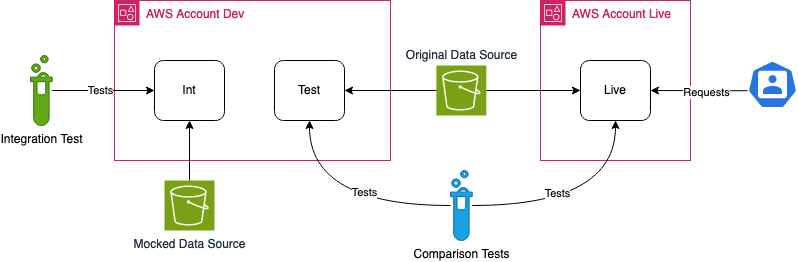 AWS Account Dev
AWS Account Live
Original Data Source
Tests
Int
Test
Live
Requests
Integration Test
Tests
Tests
Mocked Data Source
Comparison Tests